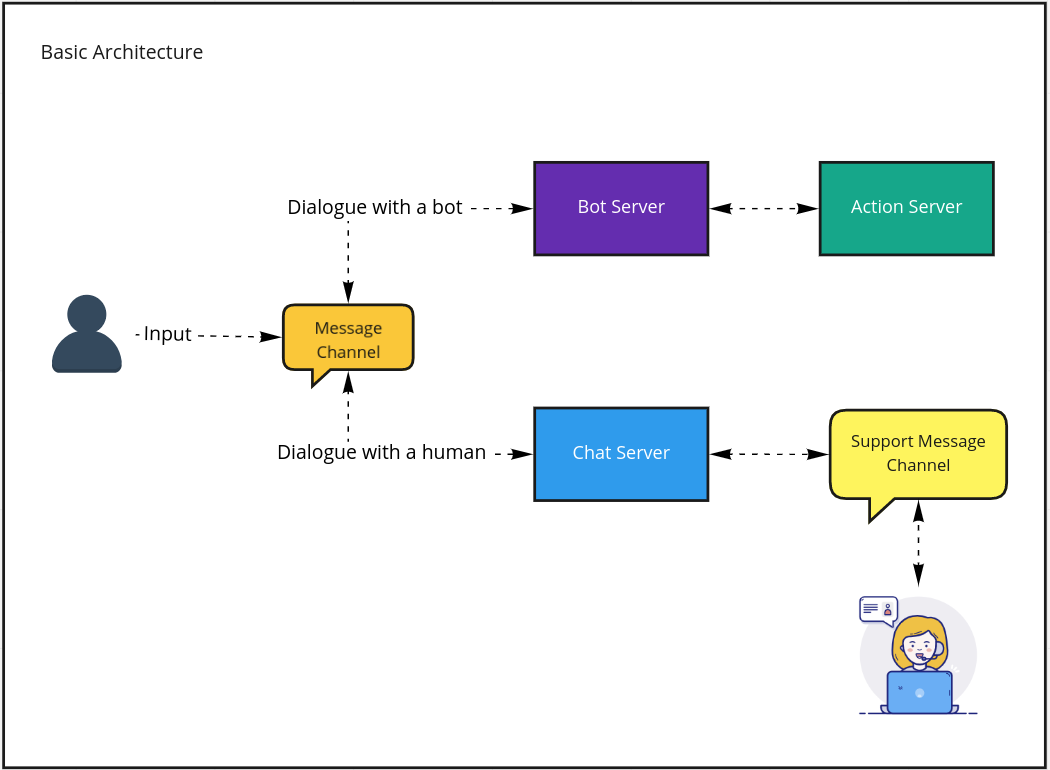 Basic Architecture
Dialogue with a bot
Bot Server
Action Server
Input
Message
Channel
Dialogue with a human
Chat Server
Support Message
Channel